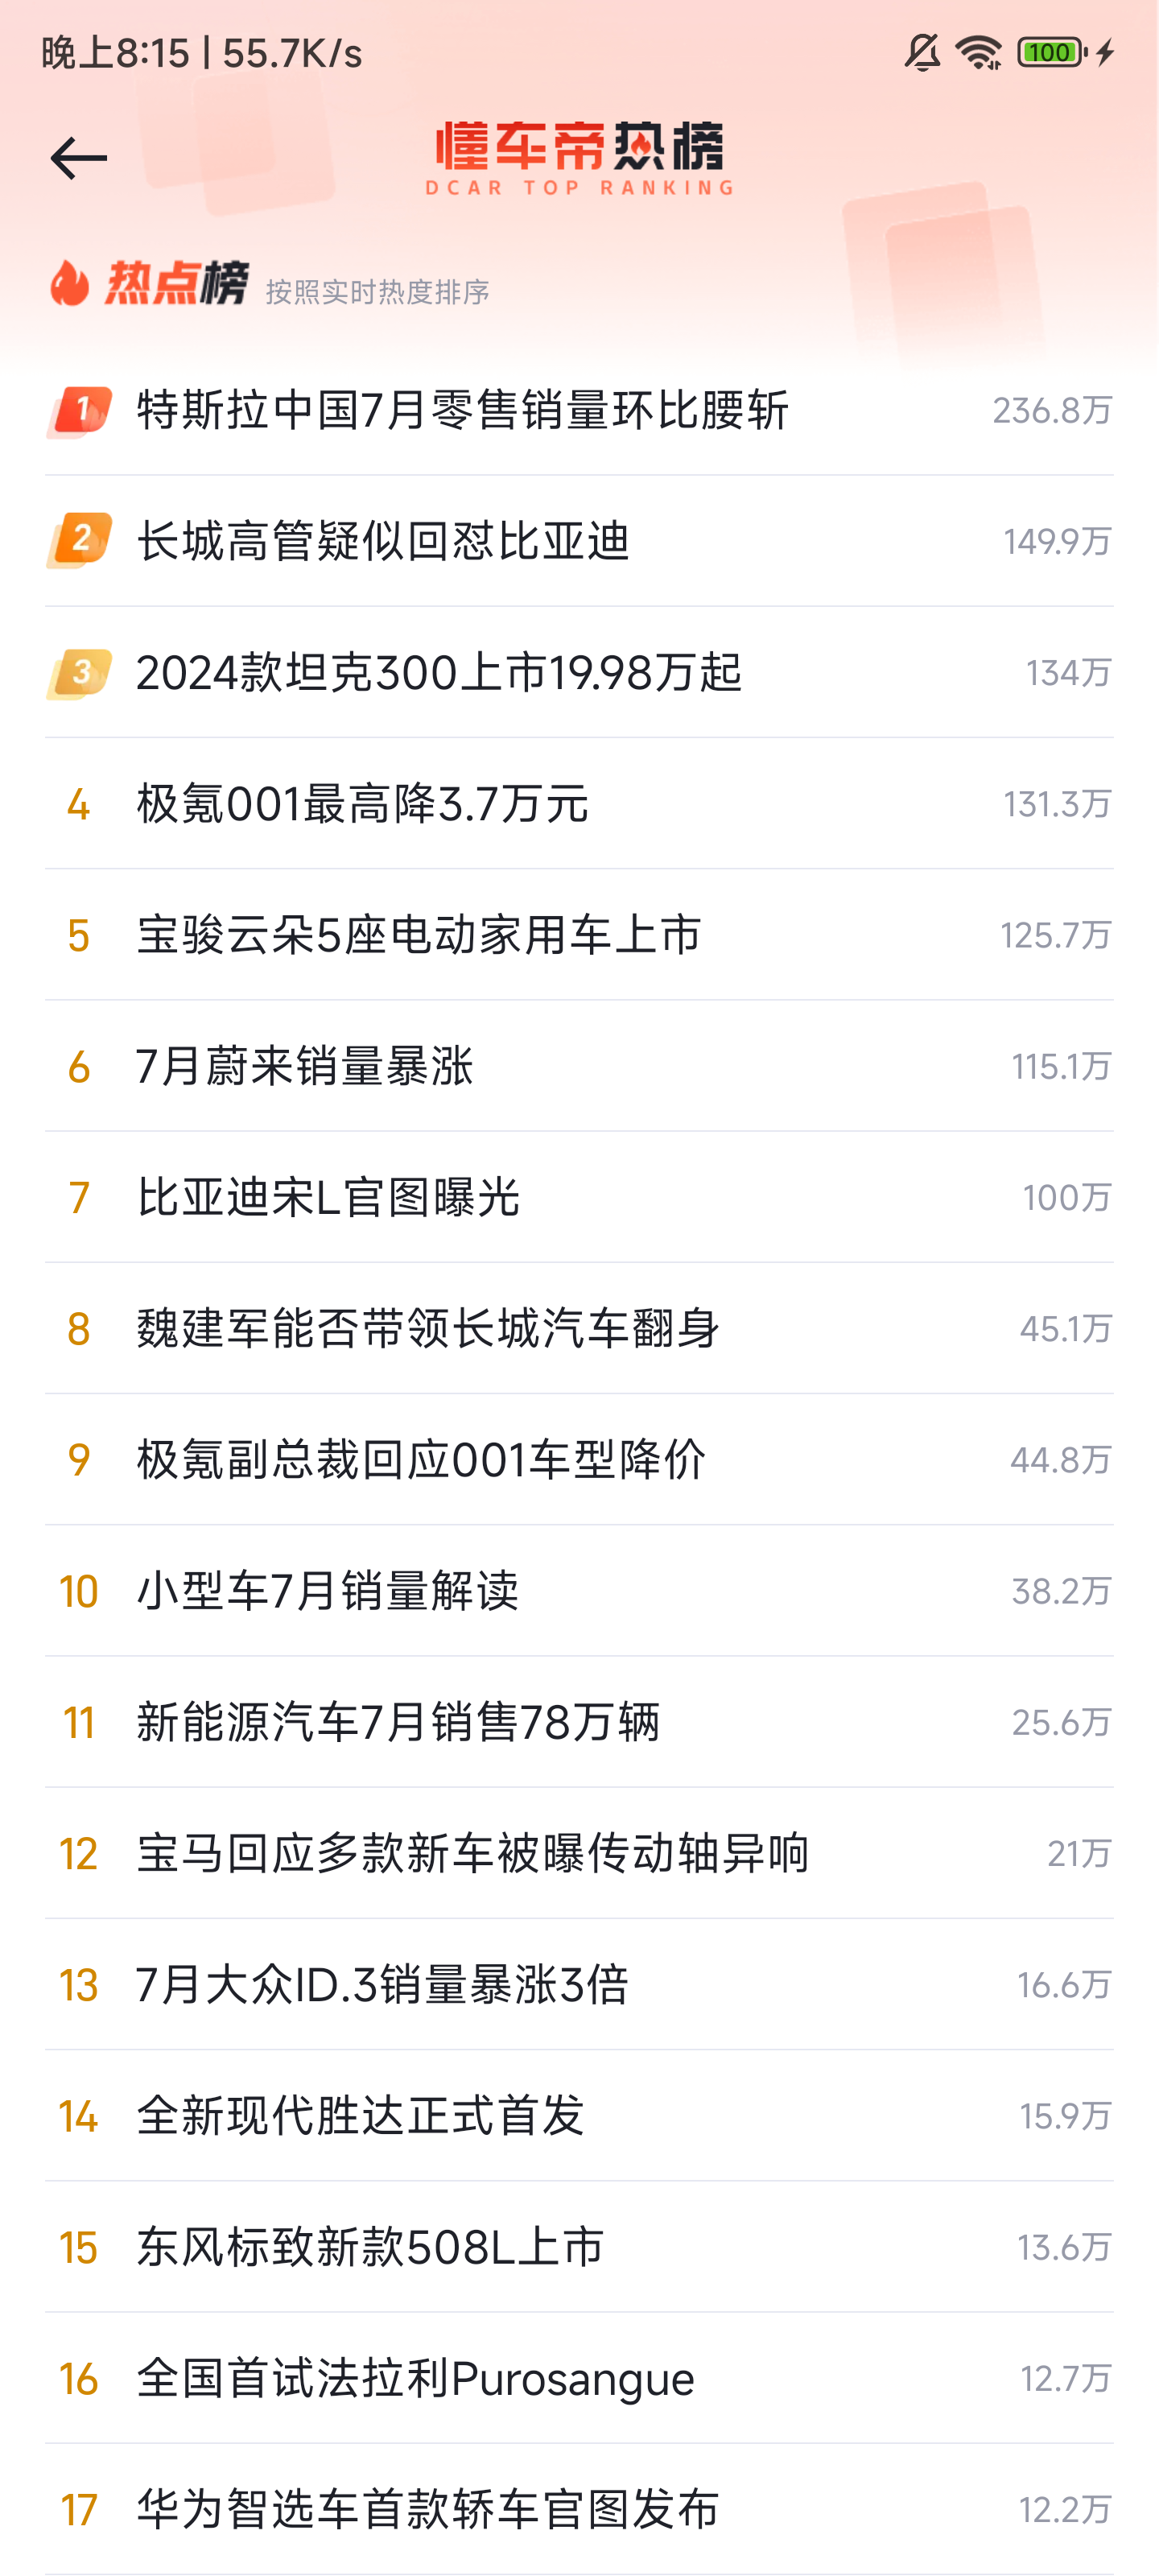 晚上8:15 | 55.7K/s
100
懂车帝热榜
DCAR TOP RANKING
热点榜 按照实时热度排序
1 特斯拉中国7月零售销量环比腰斩 236.8万
2 长城高管疑似回怼比亚迪 149.9万
3 2024款坦克300上市19.98万起 134万
4 极氪001最高降3.7万元 131.3万
5 宝骏云朵5座电动家用车上市 125.7万
6 7月蔚来销量暴涨 115.1万
7 比亚迪宋L官图曝光 100万
8 魏建军能否带领长城汽车翻身 45.1万
9 极氪副总裁回应001车型降价 44.8万
10 小型车7月销量解读 38.2万
11 新能源汽车7月销售78万辆 25.6万
12 宝马回应多款新车被曝传动轴异响 21万
13 7月大众ID.3销量暴涨3倍 16.6万
14 全新现代胜达正式首发 15.9万
15 东风标致新款508L上市 13.6万
16 全国首试法拉利Purosangue 12.7万
17 华为智选车首款轿车官图发布 12.2万